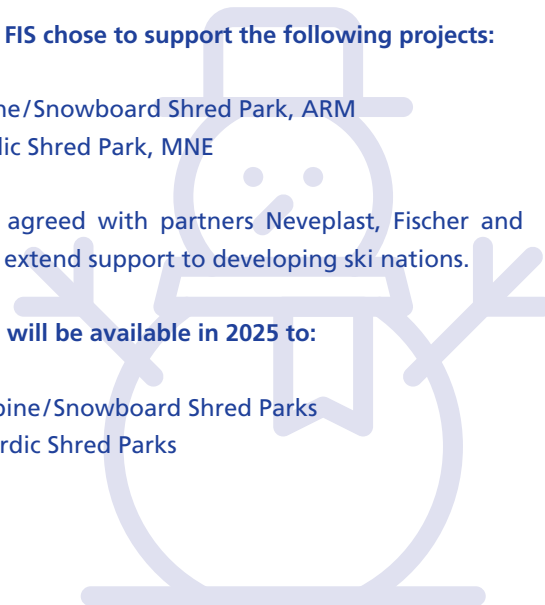 FIS chose to support the following projects:
ne/Snowboard Shred Park, ARM
lic Shred Park, MNE
agreed with partners Neveplast, Fischer and
extend support to developing ski nations.
will be available in 2025 to:
pine/Snowboard Shred Parks
rdic Shred Parks